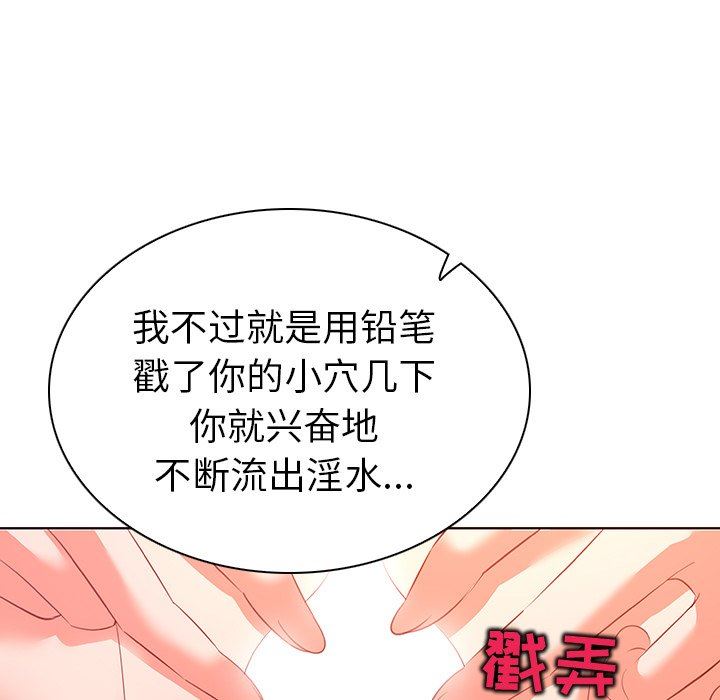 我不过就是用铅笔
戳了你的小穴几下
你就兴奋地
不断流出淫水...
戳弄